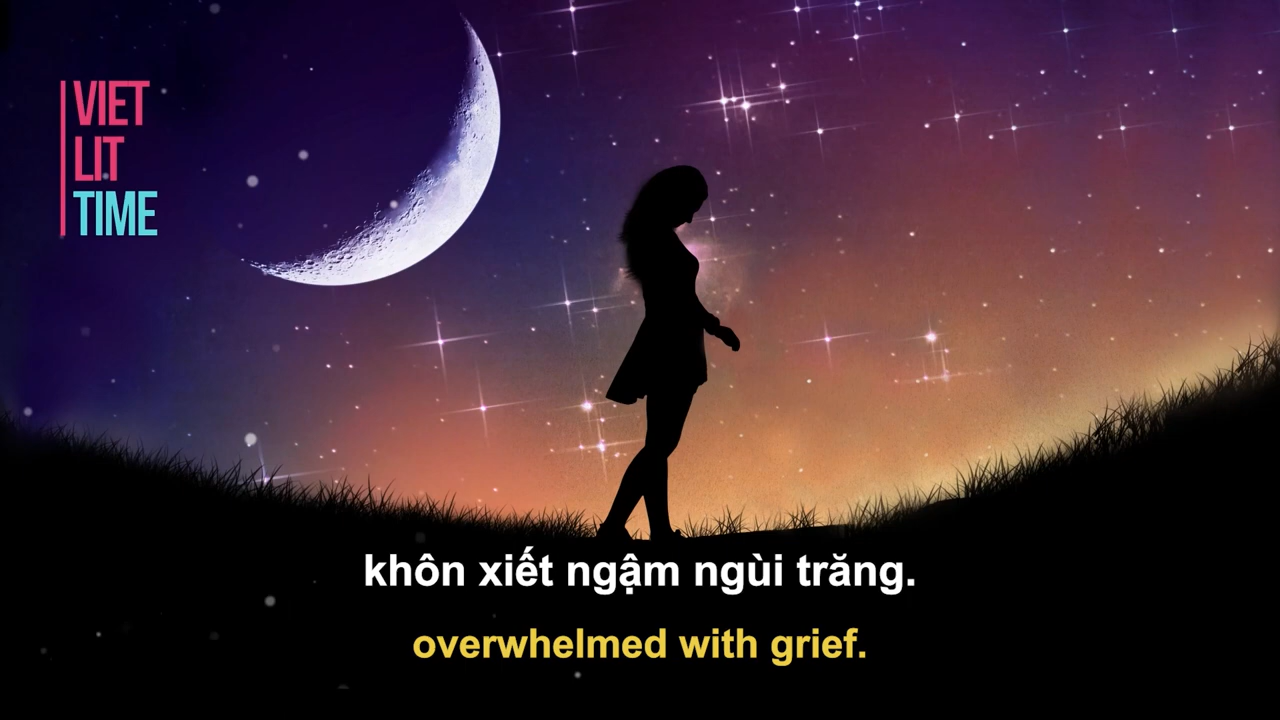 VIET
LIT
TIME
khôn xiết ngậm ngùi trăng.
overwhelmed with grief.